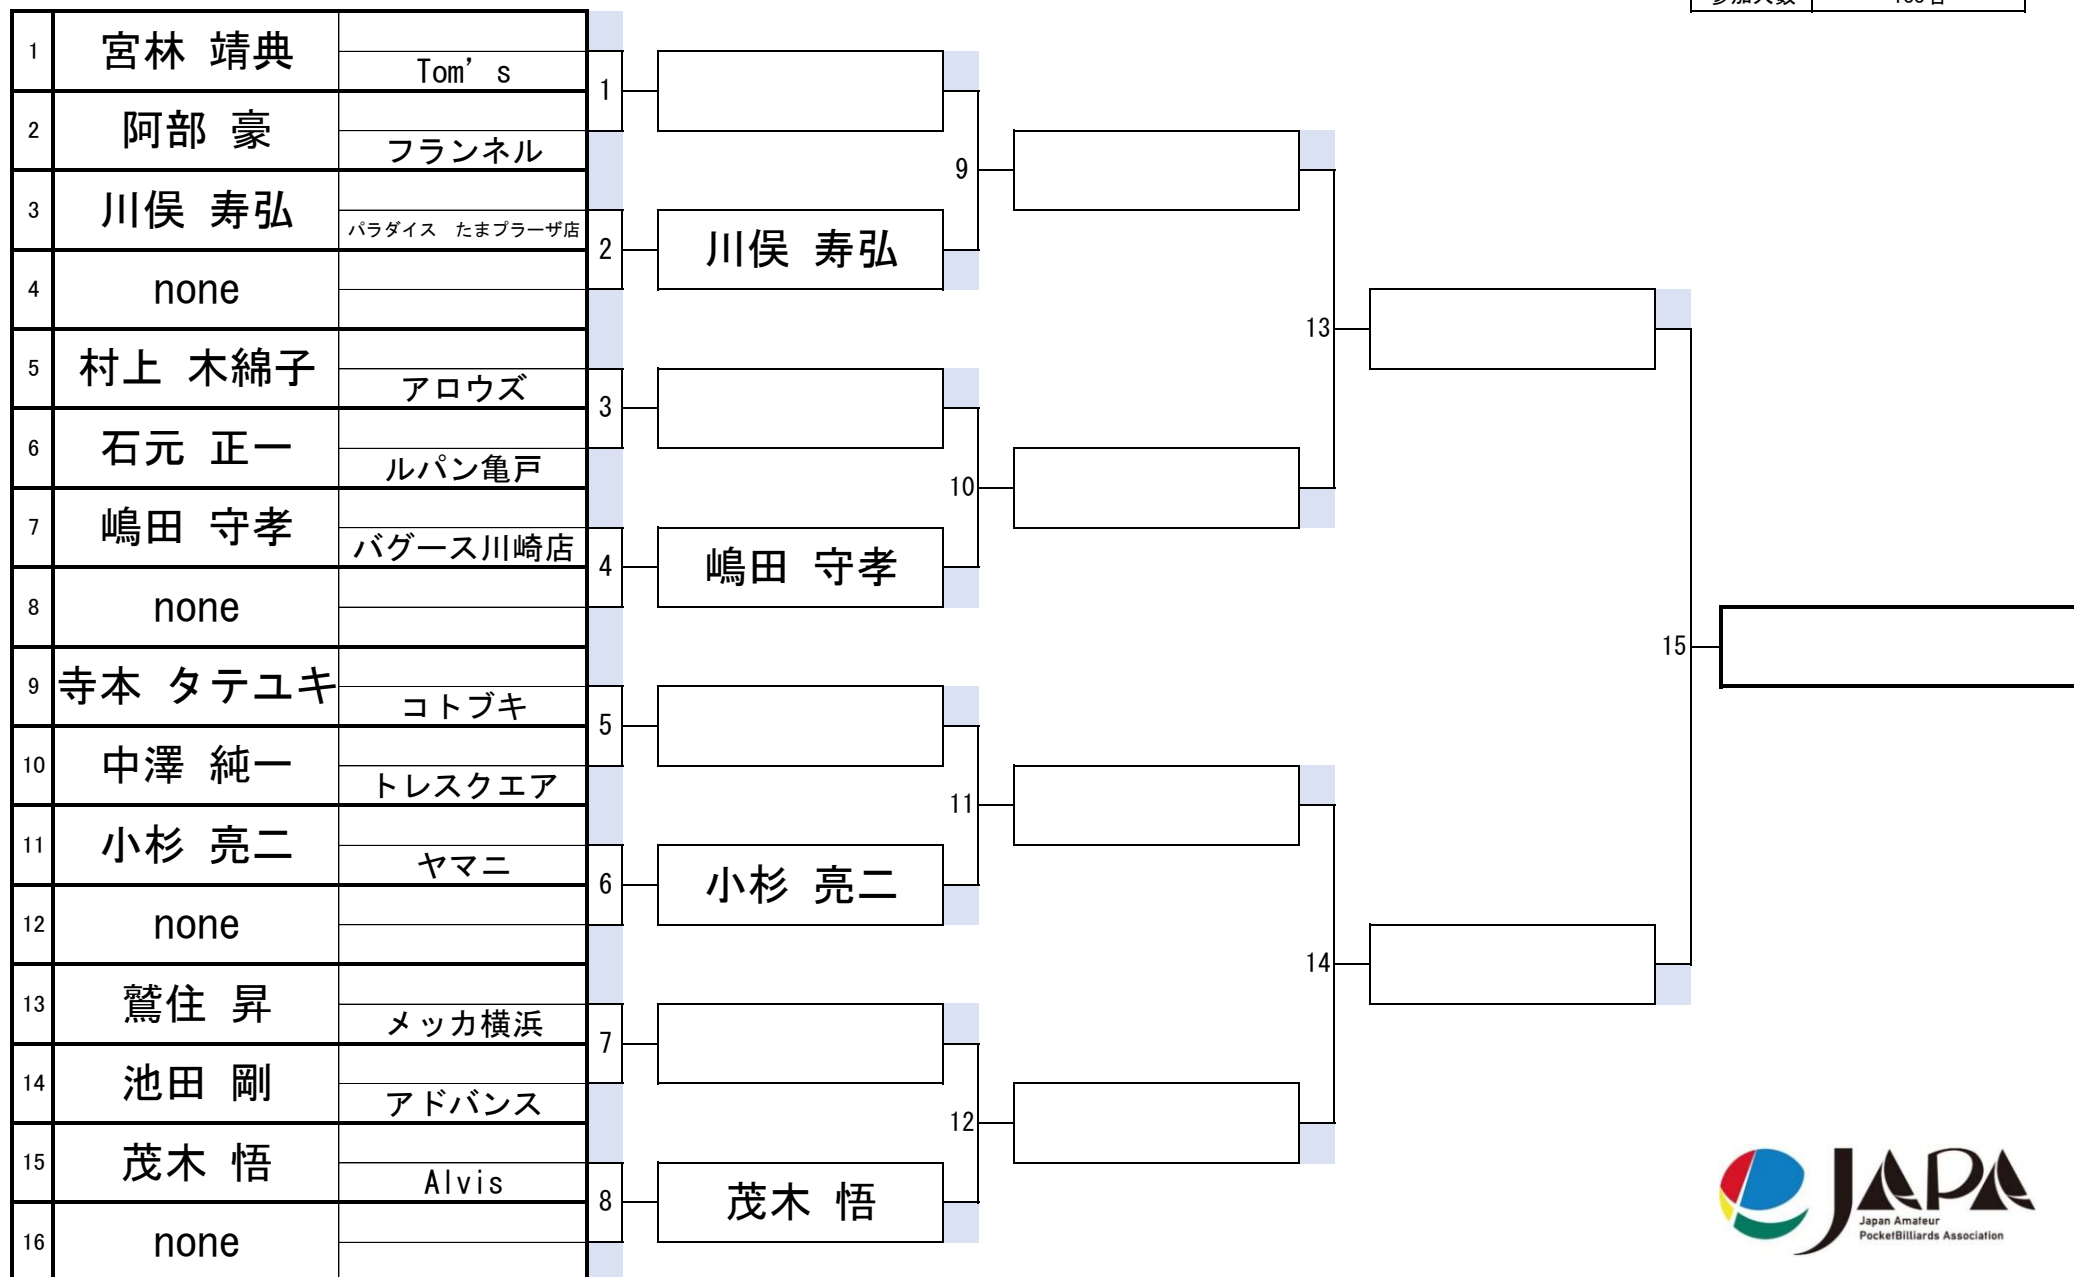 1 宮林 靖典 Tom’s
2 阿部 豪 フランネル
3 川俣 寿弘 パラダイス たまプラーザ店
4 none
5 村上 木綿子 アロウズ
6 石元 正一 ルパン亀戸
7 嶋田 守孝 バグース川崎店
8 none
9 寺本 タテユキ コトブキ
10 中澤 純一 トレスクエア
11 小杉 亮二 ヤマニ
12 none
13 鷲住 昇 メッカ横浜
14 池田 剛 アドバンス
15 茂木 悟 Alvis
16 none
1
2 川俣 寿弘
3
4 嶋田 守孝
5
6 小杉 亮二
7
8 茂木 悟
9
10
11
12
13
14
15
JAPA
Japan Amateur
PocketBilliards Association